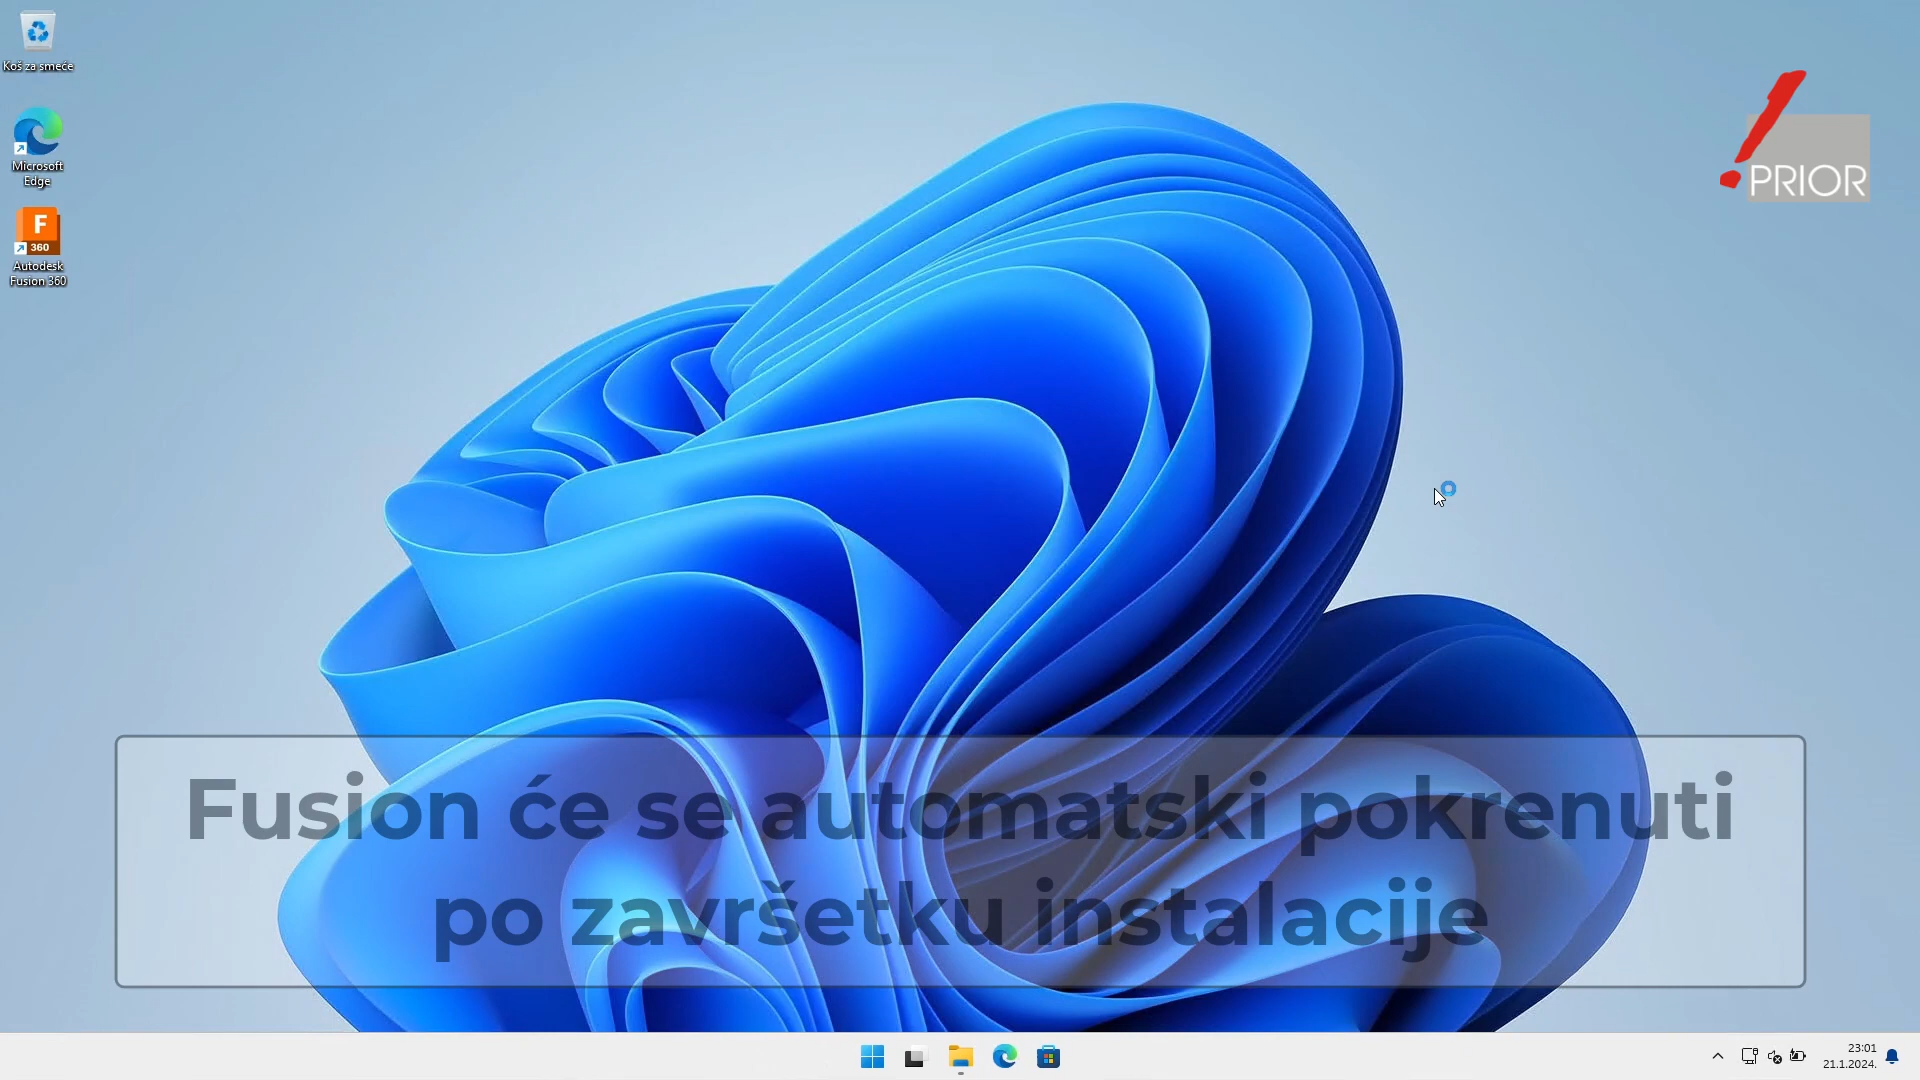 Koš za smeće
Microsoft
Edge
F
360
Autodesk
Fusion 360
PRIOR
Fusion će se automatski pokrenuti
po završetku instalacije
23:01
21.1.2024.